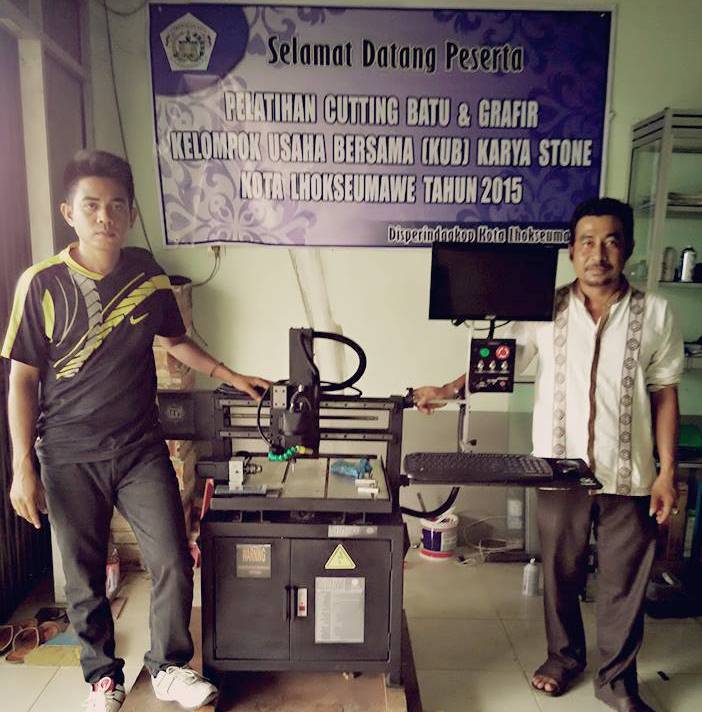 Selamat Datang Peserta
PELATIHAN CUTTING BATU & GRAFIR
KELOMPOK USAHA BERSAMA (KUB) KARYA STONE
KOTA LHOKSEUMAWE TAHUN 2015
Disperindagkop Kota Lhokseuma
WARNING